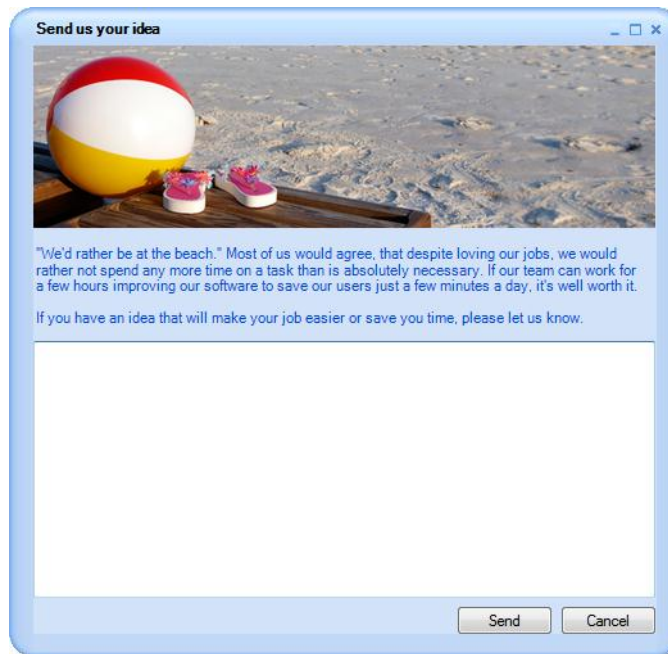 Send us your idea
"We'd rather be at the beach." Most of us would agree, that despite loving our jobs, we would
rather not spend any more time on a task than is absolutely necessary. If our team can work for
a few hours improving our software to save our users just a few minutes a day, it's well worth it.
If you have an idea that will make your job easier or save you time, please let us know.
Send
Cancel